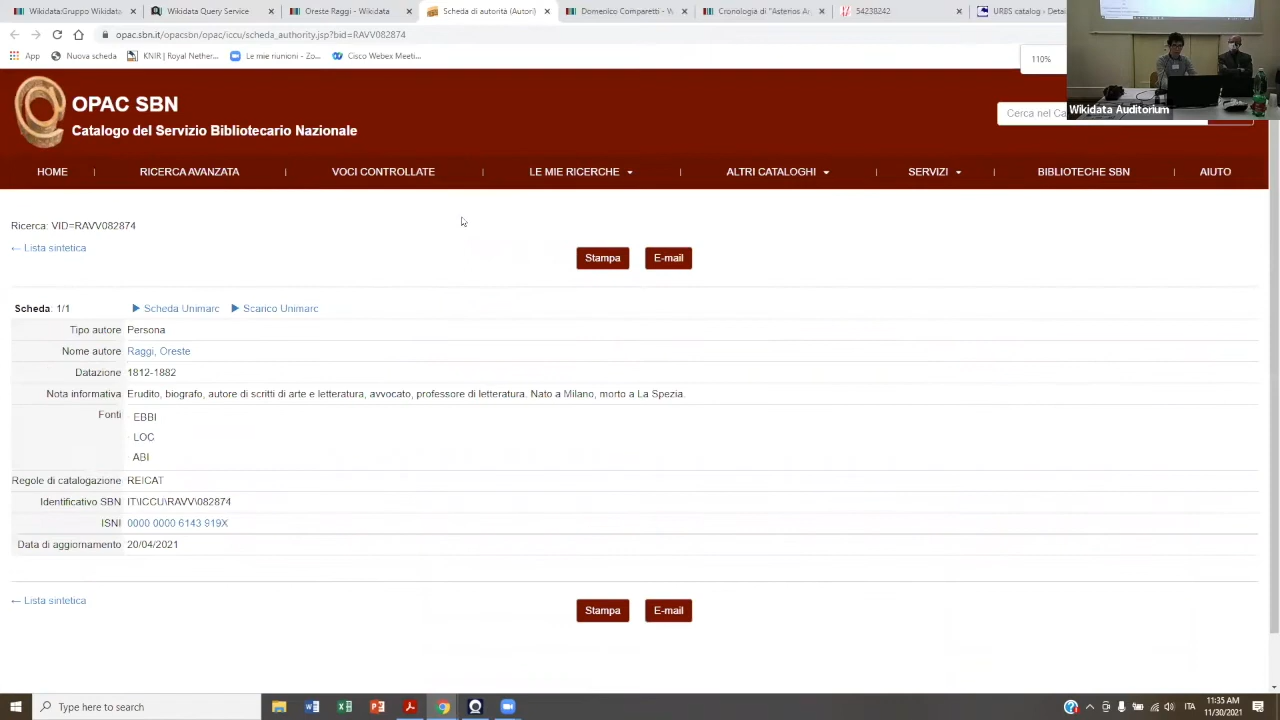 Wikidata:Gruppo Wikidata
Wikidata Query Service
Oreste Raggi - Wikidata
Scheda di autorità (Autori)
Domenico Comparetti - W
Cronologia di "Asterios A
54238242
URBS catalog - Detail
opac.sbn.it/opacsbn/opac/iccu/scheda_authority.jsp?bid=RAVV082874
App
Nuova scheda
KNIR | Royal Nether...
Le mie riunioni - Zo...
Cisco Webex Meeti...
110%
OPAC SBN
Catalogo del Servizio Bibliotecario Nazionale
Cerca nel Ca
Wikidata Auditorium
HOME | RICERCA AVANZATA | VOCI CONTROLLATE | LE MIE RICERCHE | ALTRI CATALOGHI | SERVIZI | BIBLIOTECHE SBN | AIUTO
Ricerca: VID=RAVV082874
← Lista sintetica
Stampa E-mail
Scheda: 1/1 Scheda Unimarc Scarico Unimarc
Tipo autore Persona
Nome autore Raggi, Oreste
Datazione 1812-1882
Nota informativa Erudito, biografo, autore di scritti di arte e letteratura, avvocato, professore di letteratura. Nato a Milano, morto a La Spezia.
Fonti EBBI
LOC
ABI
Regole di catalogazione REICAT
Identificativo SBN IT\ICCU\RAVV\082874
ISNI 0000 0000 6143 919X
Data di aggiornamento 20/04/2021
← Lista sintetica
Stampa E-mail
Type here to search
ITA
11:35 AM
11/30/2021